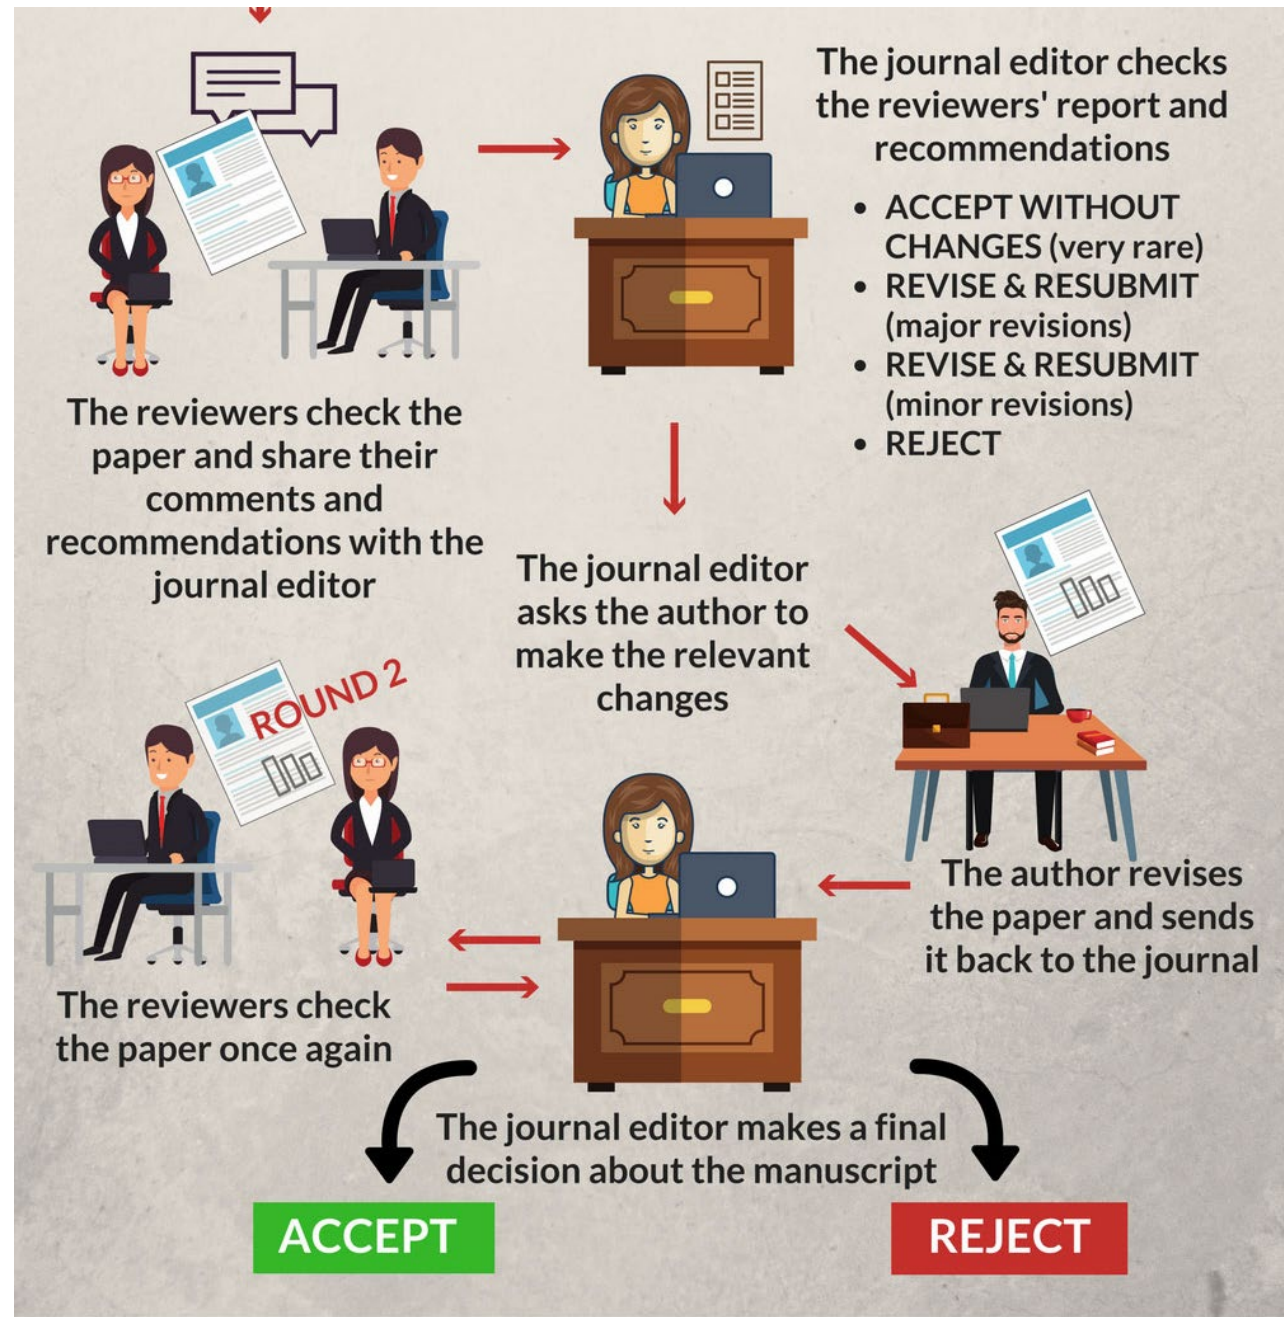 The reviewers check the
paper and share their
comments and
recommendations with the
journal editor
The journal editor checks
the reviewers' report and
recommendations
• ACCEPT WITHOUT
CHANGES (very rare)
• REVISE & RESUBMIT
(major revisions)
• REVISE & RESUBMIT
(minor revisions)
• REJECT
The journal editor
asks the author to
make the relevant
changes
The author revises
the paper and sends
it back to the journal
ROUND 2
The reviewers check
the paper once again
The journal editor makes a final
decision about the manuscript
ACCEPT
REJECT